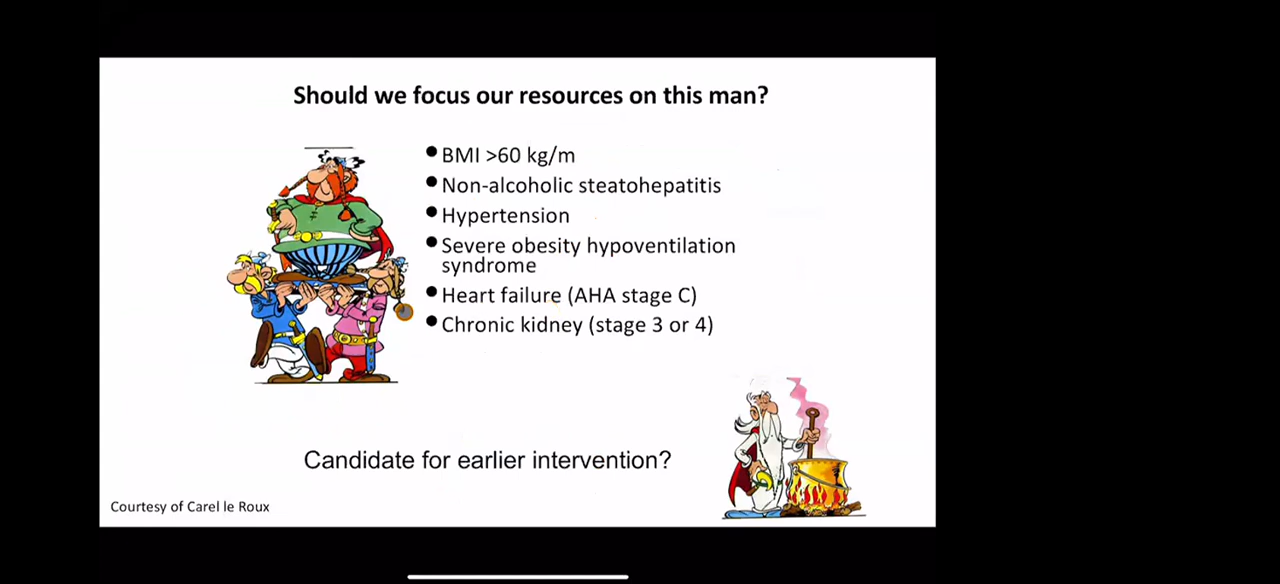 Should we focus our resources on this man?
BMI >60 kg/m
Non-alcoholic steatohepatitis
Hypertension
Severe obesity hypoventilation
syndrome
Heart failure (AHA stage C)
Chronic kidney (stage 3 or 4)
Candidate for earlier intervention?
Courtesy of Carel le Roux